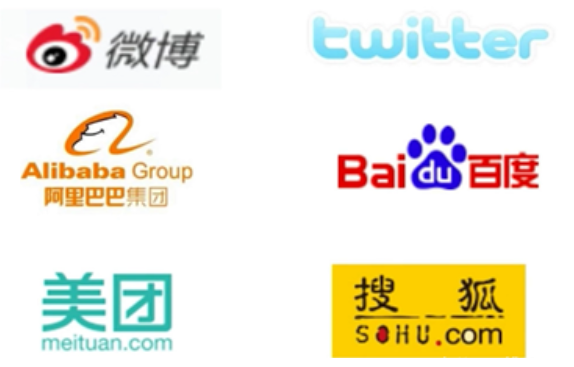 微博
twitter
Alibaba Group
阿里巴巴集团
Bai du 百度
美团
meituan.com
搜狐
SOHU.com